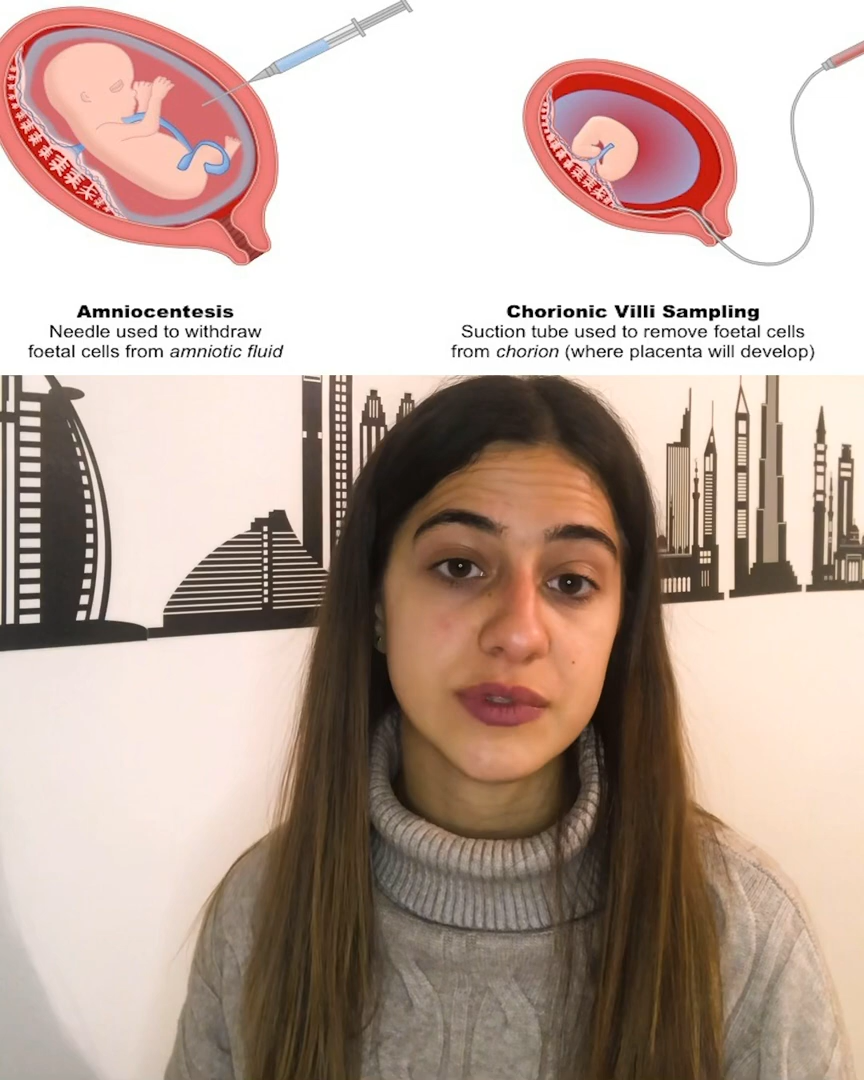 Amniocentesis
Needle used to withdraw
foetal cells from amniotic fluid
Chorionic Villi Sampling
Suction tube used to remove foetal cells
from chorion (where placenta will develop)